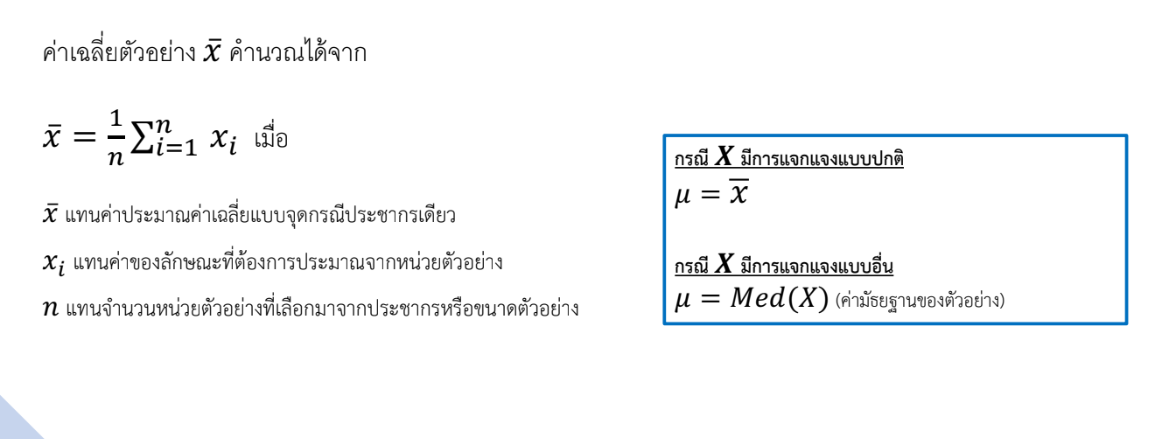 ค่าเฉลี่ยตัวอย่าง x̄ คำนวณได้จาก
x̄ = 1/n ∑ⁿᵢ₌₁ xᵢ เมื่อ
x̄ แทนค่าประมาณค่าเฉลี่ยแบบจุดกรณีประชากรเดียว
xᵢ แทนค่าของลักษณะที่ต้องการประมาณจากหน่วยตัวอย่าง
n แทนจำนวนหน่วยตัวอย่างที่เลือกมาจากประชากรหรือขนาดตัวอย่าง
กรณี X มีการแจกแจงแบบปกติ
μ = x̄
กรณี X มีการแจกแจงแบบอื่น
μ = Med(X) (ค่ามัธยฐานของตัวอย่าง)